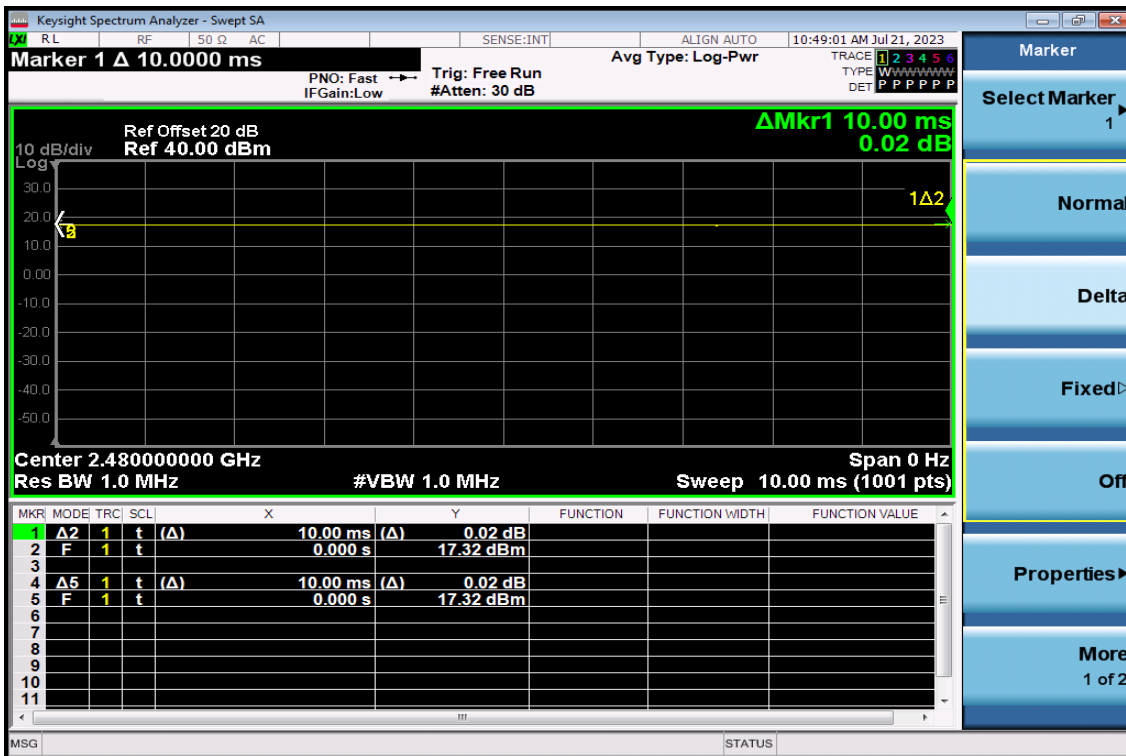 Keysight Spectrum Analyzer - Swept SA
LXI RL RF 50 Ω AC SENSE:INT ALIGN AUTO 10:49:01 AM Jul 21, 2023
Marker 1 Δ 10.0000 ms
PNO: Fast
IFGain:Low
Trig: Free Run
#Atten: 30 dB
Avg Type: Log-Pwr
TRACE 1 2 3 4 5 6
TYPE WWWWWW
DET P P P P P P
Ref Offset 20 dB
10 dB/div Ref 40.00 dBm
Log
ΔMkr1 10.00 ms
0.02 dB
30.0
20.0
10.0
0.00
-10.0
-20.0
-30.0
-40.0
-50.0
1Δ2
Center 2.480000000 GHz Span 0 Hz
Res BW 1.0 MHz #VBW 1.0 MHz Sweep 10.00 ms (1001 pts)
MKR MODE TRC SCL X Y FUNCTION FUNCTION WIDTH FUNCTION VALUE
1 Δ2 1 t (Δ) 10.00 ms (Δ) 0.02 dB
2 F 1 t 0.000 s 17.32 dBm
3
4 Δ5 1 t (Δ) 10.00 ms (Δ) 0.02 dB
5 F 1 t 0.000 s 17.32 dBm
6
7
8
9
10
11
MSG STATUS
Marker
Select Marker
1
Normal
Delta
Fixed
Off
Properties
More
1 of 2